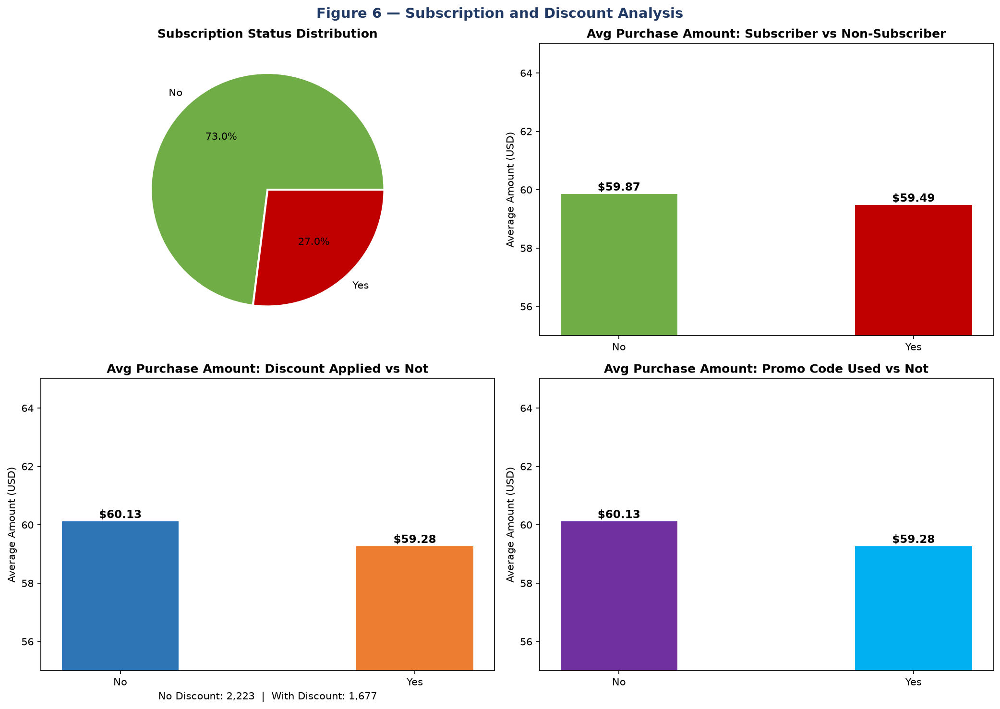 Figure 6 — Subscription and Discount Analysis
Subscription Status Distribution
No
73.0%
27.0%
Yes
Avg Purchase Amount: Subscriber vs Non-Subscriber
Average Amount (USD)
64
62
60
58
56
$59.87
$59.49
No
Yes
Avg Purchase Amount: Discount Applied vs Not
Average Amount (USD)
64
62
60
58
56
$60.13
$59.28
No
Yes
No Discount: 2,223 | With Discount: 1,677
Avg Purchase Amount: Promo Code Used vs Not
Average Amount (USD)
64
62
60
58
56
$60.13
$59.28
No
Yes